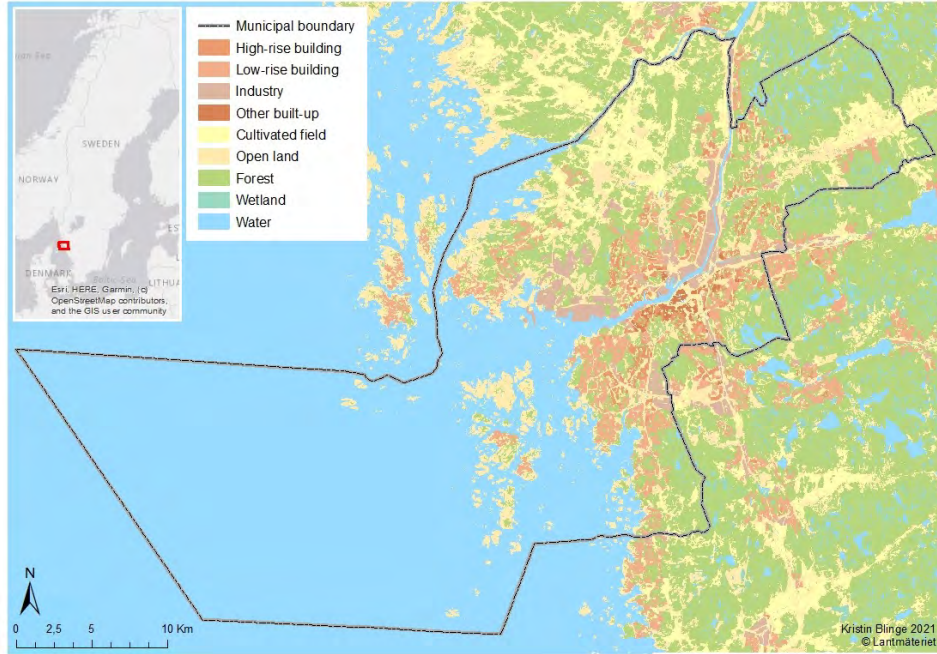 SWEDEN
NORWAY
DENMARK
Esri, HERE, Garmin, (c)
OpenStreetMap contributors,
and the GIS user community
Municipal boundary
High-rise building
Low-rise building
Industry
Other built-up
Cultivated field
Open land
Forest
Wetland
Water
N
0 2,5 5 10 Km
Kristin Blinge 2021
© Lantmäteriet